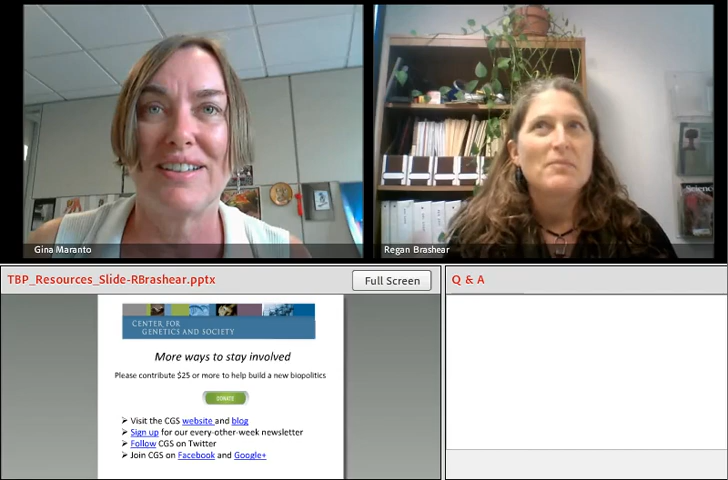 Gina Maranto
Regan Brashear
TBP_Resources_Slide-RBrashear.pptx
Full Screen
Q & A
CENTER FOR
GENETICS AND SOCIETY
More ways to stay involved
Please contribute $25 or more to help build a new biopolitics
DONATE
Visit the CGS website and blog
Sign up for our every-other-week newsletter
Follow CGS on Twitter
Join CGS on Facebook and Google+
Science